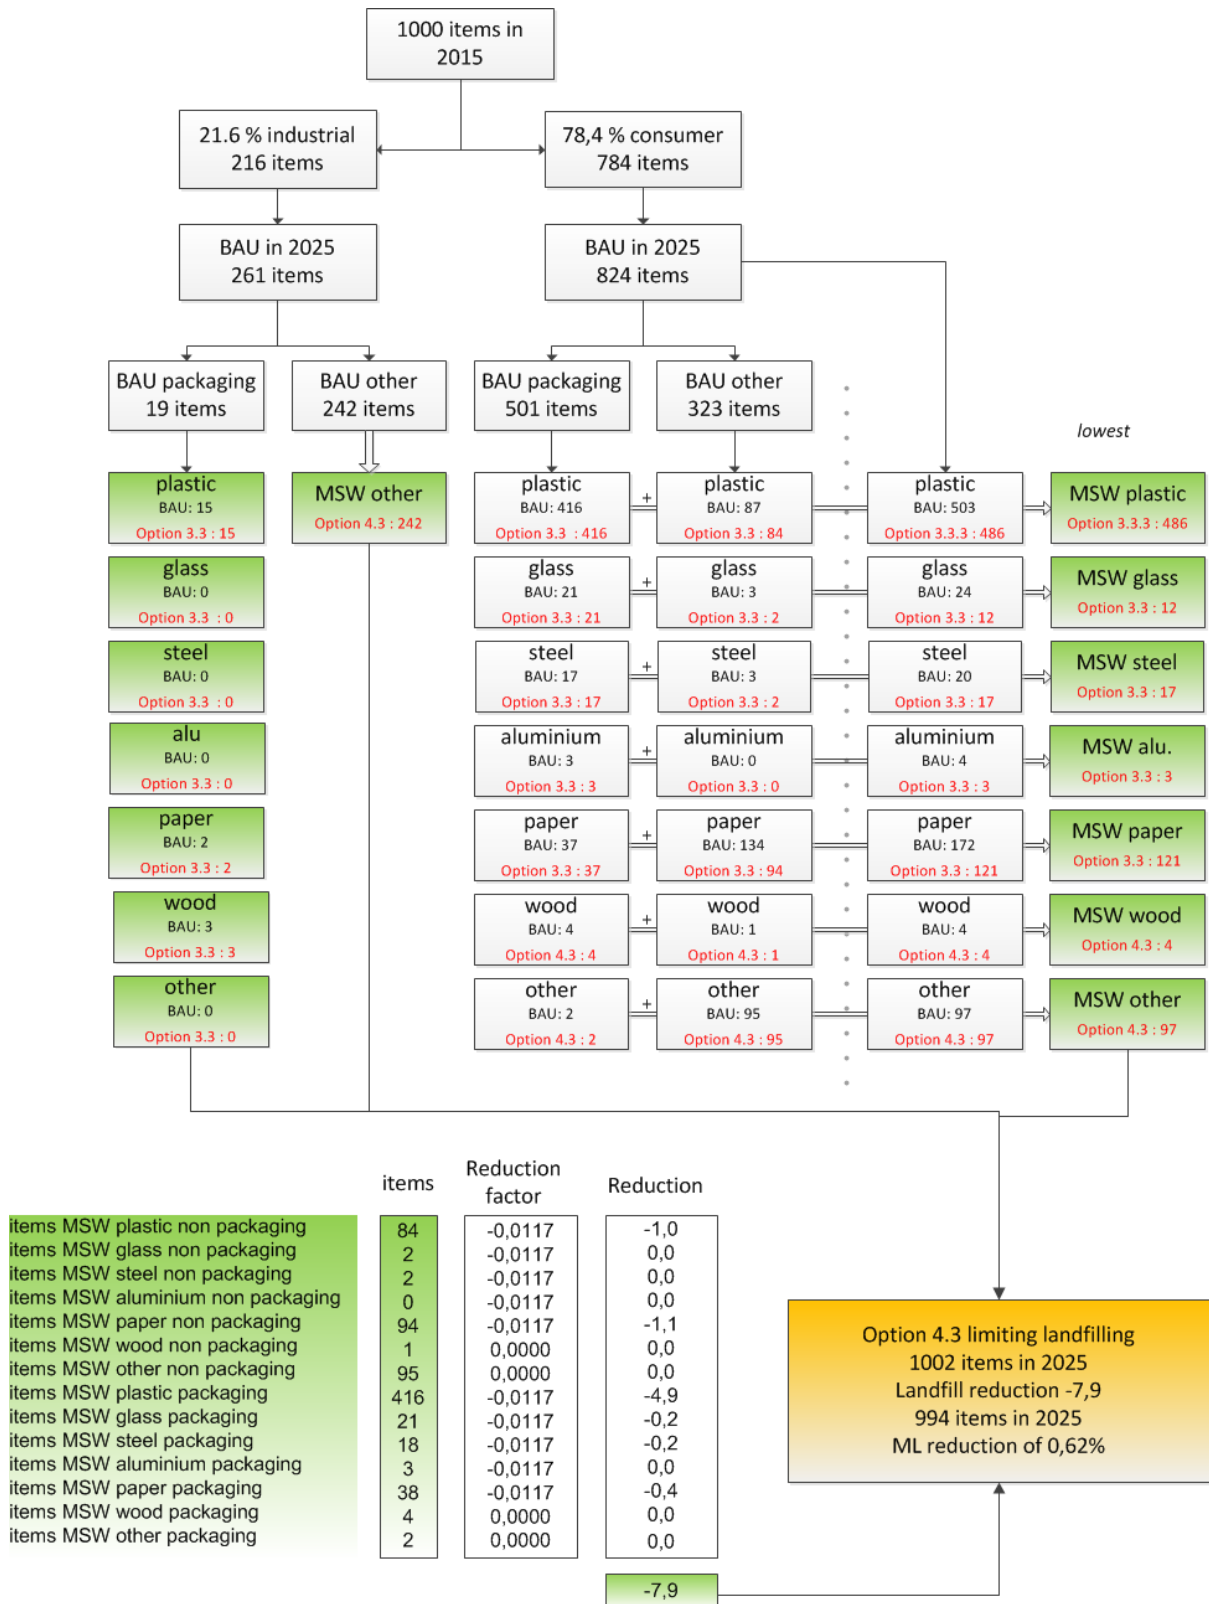 1000 items in
2015
21.6 % industrial
216 items
78,4 % consumer
784 items
BAU in 2025
261 items
BAU in 2025
824 items
BAU packaging
19 items
BAU other
242 items
BAU packaging
501 items
BAU other
323 items
lowest
plastic
BAU: 15
Option 3.3 : 15
MSW other
Option 4.3 : 242
plastic
BAU: 416
Option 3.3 : 416
+
plastic
BAU: 87
Option 3.3 : 84
plastic
BAU: 503
Option 3.3.3 : 486
MSW plastic
Option 3.3.3 : 486
glass
BAU: 0
Option 3.3 : 0
glass
BAU: 21
Option 3.3 : 21
+
glass
BAU: 3
Option 3.3 : 2
glass
BAU: 24
Option 3.3 : 12
MSW glass
Option 3.3 : 12
steel
BAU: 0
Option 3.3 : 0
steel
BAU: 17
Option 3.3 : 17
+
steel
BAU: 3
Option 3.3 : 2
steel
BAU: 20
Option 3.3 : 17
MSW steel
Option 3.3 : 17
alu
BAU: 0
Option 3.3 : 0
aluminium
BAU: 3
Option 3.3 : 3
+
aluminium
BAU: 0
Option 3.3 : 0
aluminium
BAU: 4
Option 3.3 : 3
MSW alu.
Option 3.3 : 3
paper
BAU: 2
Option 3.3 : 2
paper
BAU: 37
Option 3.3 : 37
+
paper
BAU: 134
Option 3.3 : 94
paper
BAU: 172
Option 3.3 : 121
MSW paper
Option 3.3 : 121
wood
BAU: 3
Option 3.3 : 3
wood
BAU: 4
Option 4.3 : 4
+
wood
BAU: 1
Option 4.3 : 1
wood
BAU: 4
Option 4.3 : 4
MSW wood
Option 4.3 : 4
other
BAU: 0
Option 3.3 : 0
other
BAU: 2
Option 4.3 : 2
+
other
BAU: 95
Option 4.3 : 95
other
BAU: 97
Option 4.3 : 97
MSW other
Option 4.3 : 97
items Reduction factor Reduction
items MSW plastic non packaging 84 -0,0117 -1,0
items MSW glass non packaging 2 -0,0117 0,0
items MSW steel non packaging 2 -0,0117 0,0
items MSW aluminium non packaging 0 -0,0117 0,0
items MSW paper non packaging 94 -0,0117 -1,1
items MSW wood non packaging 1 0,0000 0,0
items MSW other non packaging 95 0,0000 0,0
items MSW plastic packaging 416 -0,0117 -4,9
items MSW glass packaging 21 -0,0117 -0,2
items MSW steel packaging 18 -0,0117 -0,2
items MSW aluminium packaging 3 -0,0117 0,0
items MSW paper packaging 38 -0,0117 -0,4
items MSW wood packaging 4 0,0000 0,0
items MSW other packaging 2 0,0000 0,0
-7,9
Option 4.3 limiting landfilling
1002 items in 2025
Landfill reduction -7,9
994 items in 2025
ML reduction of 0,62%